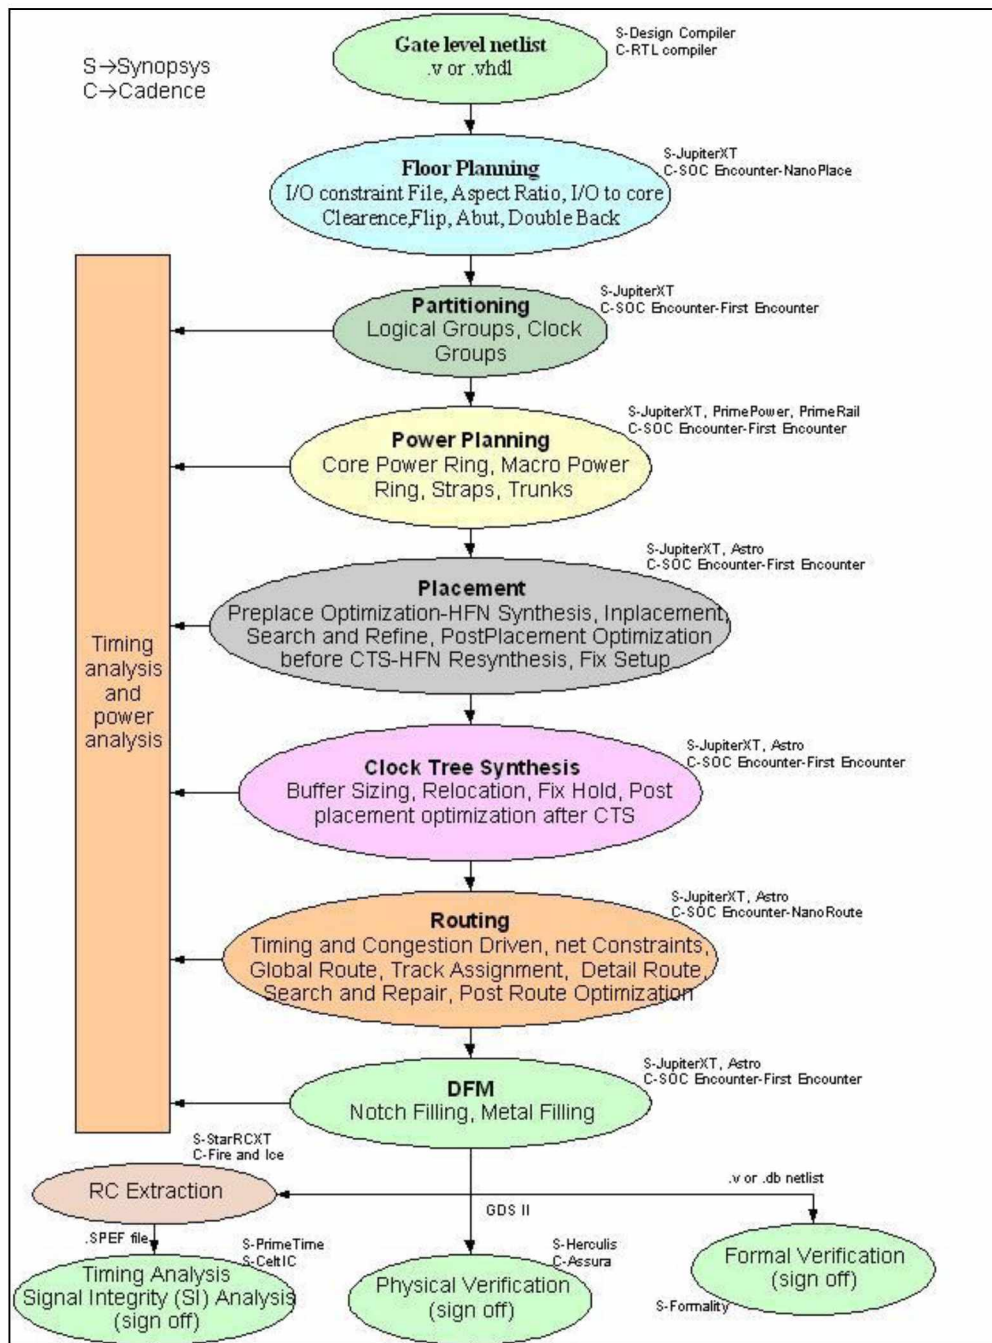 S→Synopsys
C→Cadence
Gate level netlist
.v or .vhdl
S-Design Compiler
C-RTL compiler
Floor Planning
I/O constraint File, Aspect Ratio, I/O to core
Clearence,Flip, Abut, Double Back
S-JupiterXT
C-SOC Encounter-NanoPlace
Partitioning
Logical Groups, Clock
Groups
S-JupiterXT
C-SOC Encounter-First Encounter
Power Planning
Core Power Ring, Macro Power
Ring, Straps, Trunks
S-JupiterXT, PrimePower, PrimeRail
C-SOC Encounter-First Encounter
Placement
Preplace Optimization-HFN Synthesis, Inplacement,
Search and Refine, PostPlacement Optimization
before CTS-HFN Resynthesis, Fix Setup
S-JupiterXT, Astro
C-SOC Encounter-First Encounter
Timing
analysis
and
power
analysis
Clock Tree Synthesis
Buffer Sizing, Relocation, Fix Hold, Post
placement optimization after CTS
S-JupiterXT, Astro
C-SOC Encounter-First Encounter
Routing
Timing and Congestion Driven, net Constraints,
Global Route, Track Assignment, Detail Route,
Search and Repair, Post Route Optimization
S-JupiterXT, Astro
C-SOC Encounter-NanoRoute
DFM
Notch Filling, Metal Filling
S-JupiterXT, Astro
C-SOC Encounter-First Encounter
S-StarRCXT
C-Fire and Ice
RC Extraction
GDS II
.v or .db netlist
.SPEF file
S-PrimeTime
S-CeltIC
Timing Analysis
Signal Integrity (SI) Analysis
(sign off)
S-Herculis
C-Assura
Physical Verification
(sign off)
Formal Verification
(sign off)
S-Formality